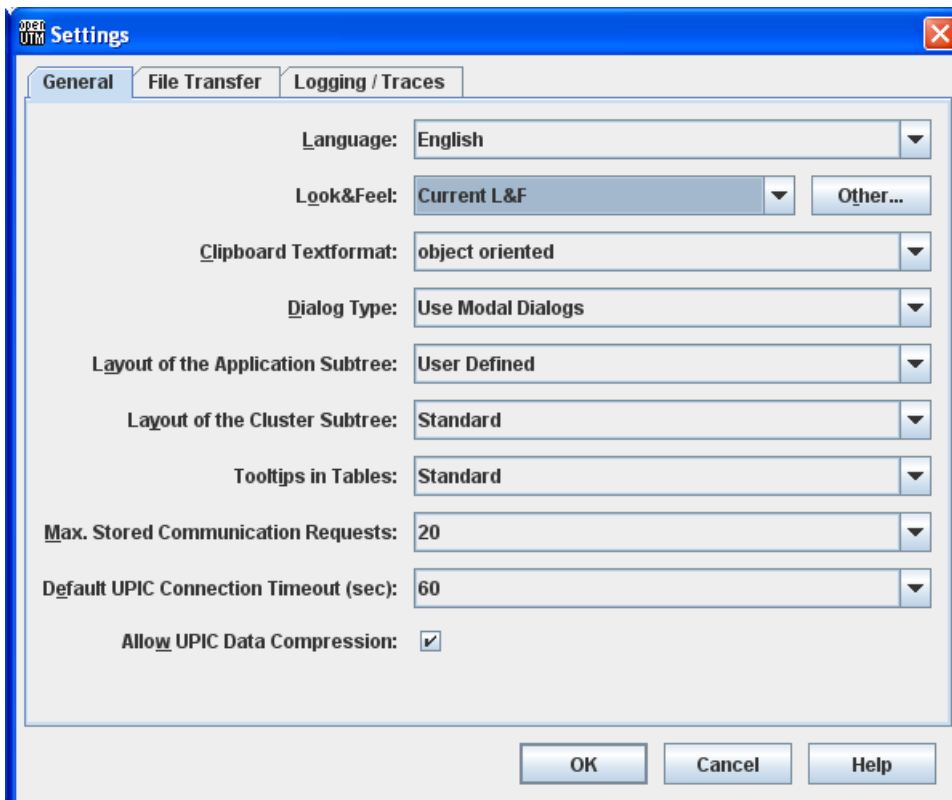 open
UTM Settings
General File Transfer Logging / Traces
Language: English
Look&Feel: Current L&F Other...
Clipboard Textformat: object oriented
Dialog Type: Use Modal Dialogs
Layout of the Application Subtree: User Defined
Layout of the Cluster Subtree: Standard
Tooltips in Tables: Standard
Max. Stored Communication Requests: 20
Default UPIC Connection Timeout (sec): 60
Allow UPIC Data Compression:
OK Cancel Help